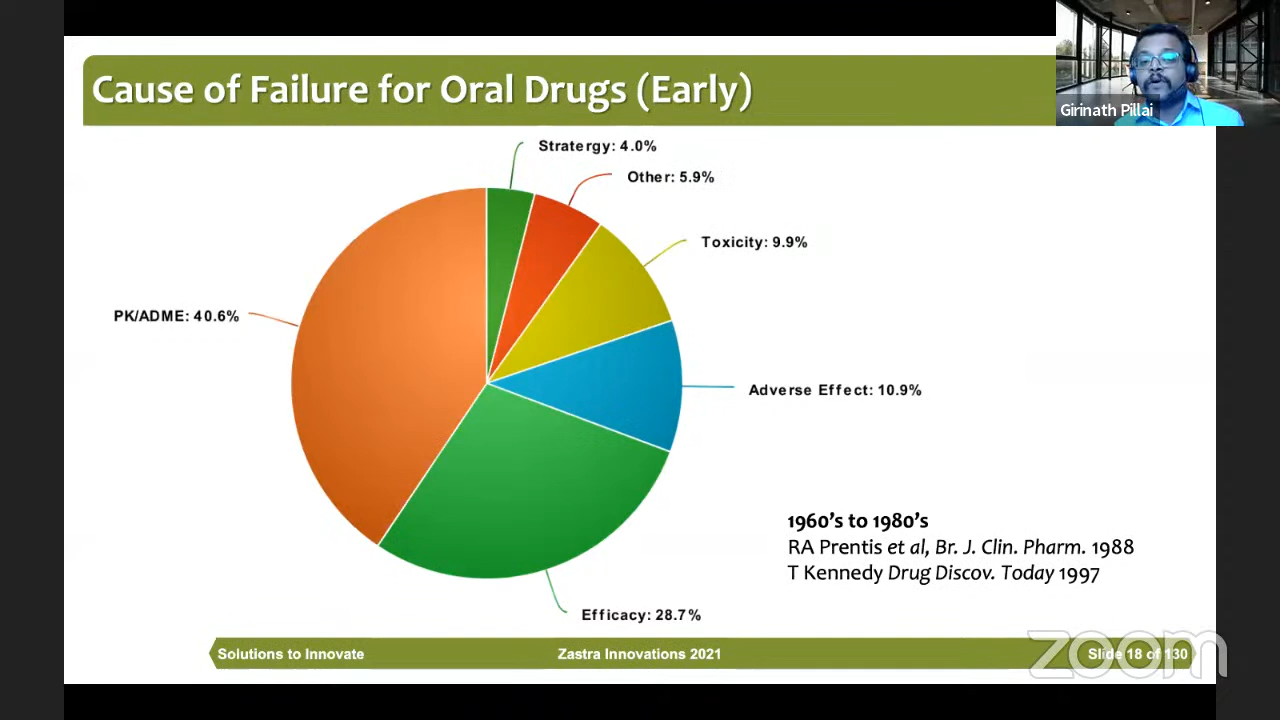 Cause of Failure for Oral Drugs (Early)
Girinath Pillai
Stratergy: 4.0%
Other: 5.9%
Toxicity: 9.9%
PK/ADME: 40.6%
Adverse Effect: 10.9%
1960's to 1980's
RA Prentis et al, Br. J. Clin. Pharm. 1988
T Kennedy Drug Discov. Today 1997
Efficacy: 28.7%
Solutions to Innovate
Zastra Innovations 2021
Slide 18 of 130
zoom